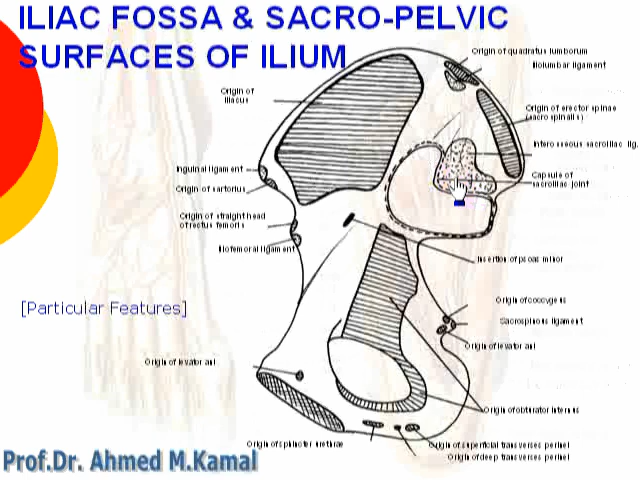 ILIAC FOSSA & SACRO-PELVIC
SURFACES OF ILIUM
Origin of quadratus lumborum
Iliolumbar ligament
Origin of
iliacus
Origin of erector spinae
(sacro spinalis)
Interosseous sacroiliac lig.
Inguinal ligament
Capsule of
sacroiliac joint
Origin of sartorius
Origin of straight head
of rectus femoris
Iliofemoral ligament
Insertion of psoas minor
[Particular Features]
Origin of coccygeus
Sacrospinous ligament
Origin of levator ani
Origin of levator ani
Origin of obturator internus
Origin of sphincter urethrae
Origin of superficial transverses perinei
Origin of deep transverses perinei
Prof.Dr. Ahmed M.Kamal